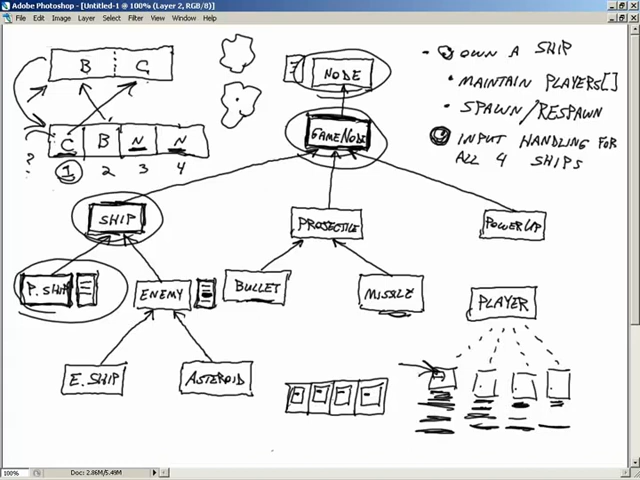 Adobe Photoshop - [Untitled-1 @ 100% (Layer 2, RGB/8)]
File Edit Image Layer Select Filter View Window Help
B C
C B N N
? 1 2 3 4
NODE
GAMENODE
SHIP
PROJECTILE
POWERUP
P. SHIP
ENEMY
BULLET
MISSLE
PLAYER
E. SHIP
ASTEROID
OWN A SHIP
• MAINTAIN PLAYERS[]
• SPAWN/RESPAWN
INPUT HANDLING FOR
ALL 4 SHIPS
100% Doc: 2.86M/5.49M